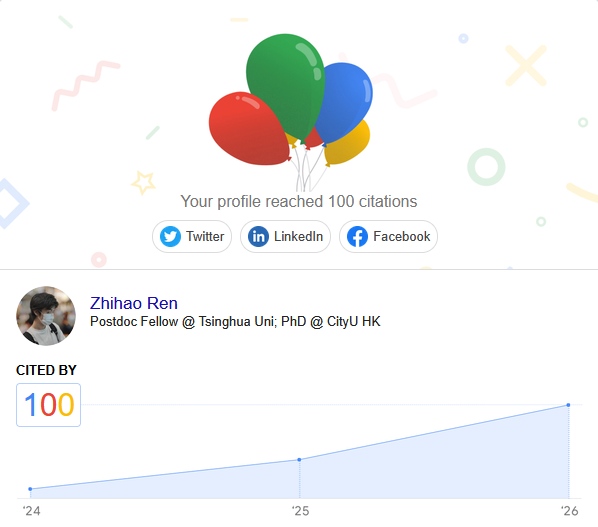 Your profile reached 100 citations
Twitter LinkedIn Facebook
Zhihao Ren
Postdoc Fellow @ Tsinghua Uni; PhD @ CityU HK
CITED BY
100
'24 '25 '26